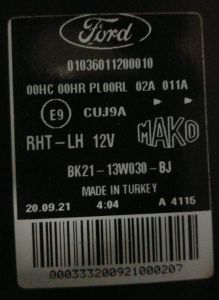 Ford
01036011200010
00HC 00HR PL00RL 02A 011A
E9 CUJ9A
RHT-LH 12V MAKO
BK21-13W030-BJ
MADE IN TURKEY
20.09.21 4:04 A 4116
000333200921000207